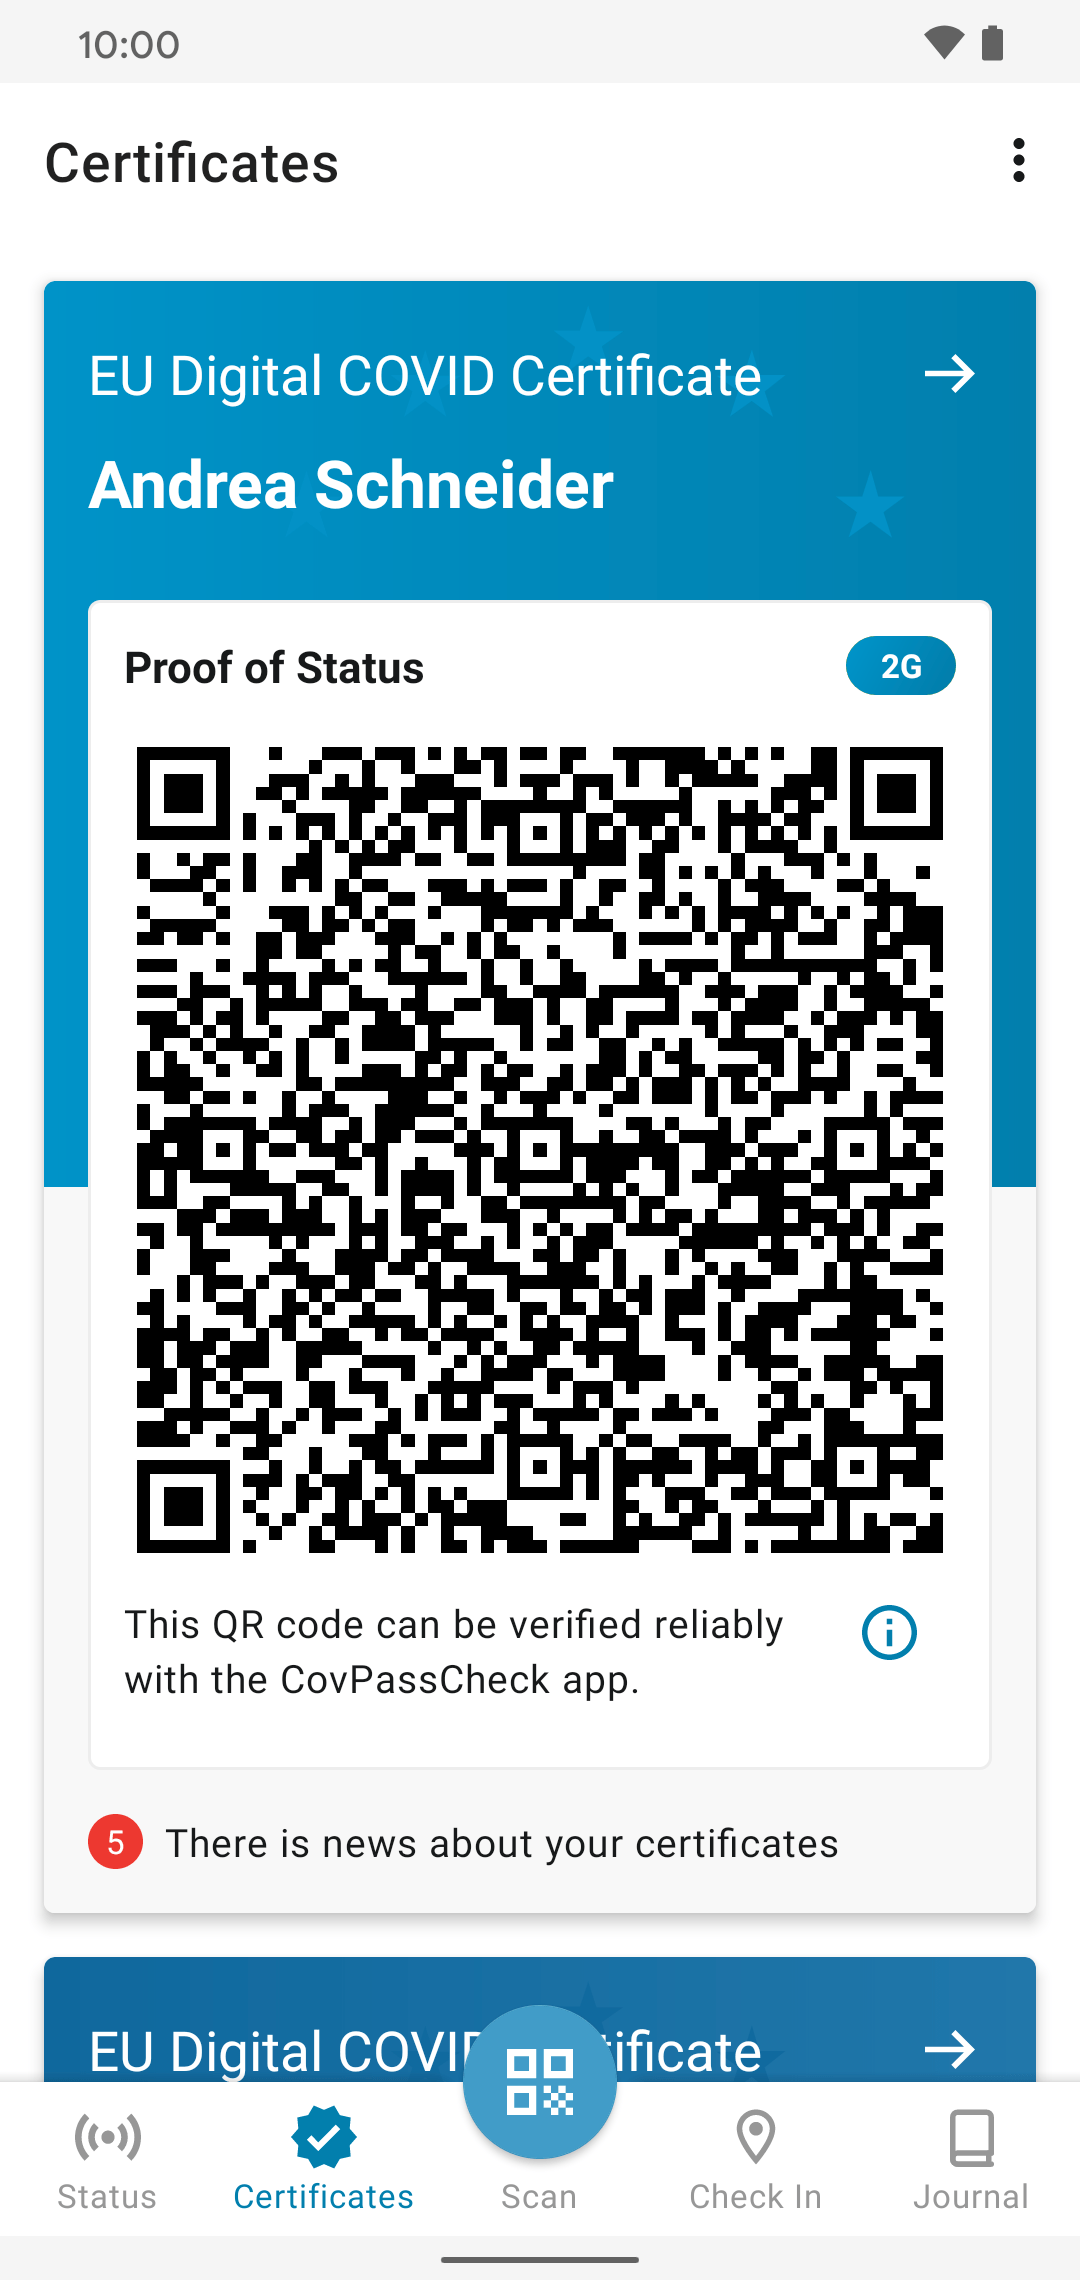 10:00
Certificates
EU Digital COVID Certificate
Andrea Schneider
Proof of Status
2G
This QR code can be verified reliably
with the CovPassCheck app.
5 There is news about your certificates
EU Digital
Status
Certificates
Scan
Check In
Journal